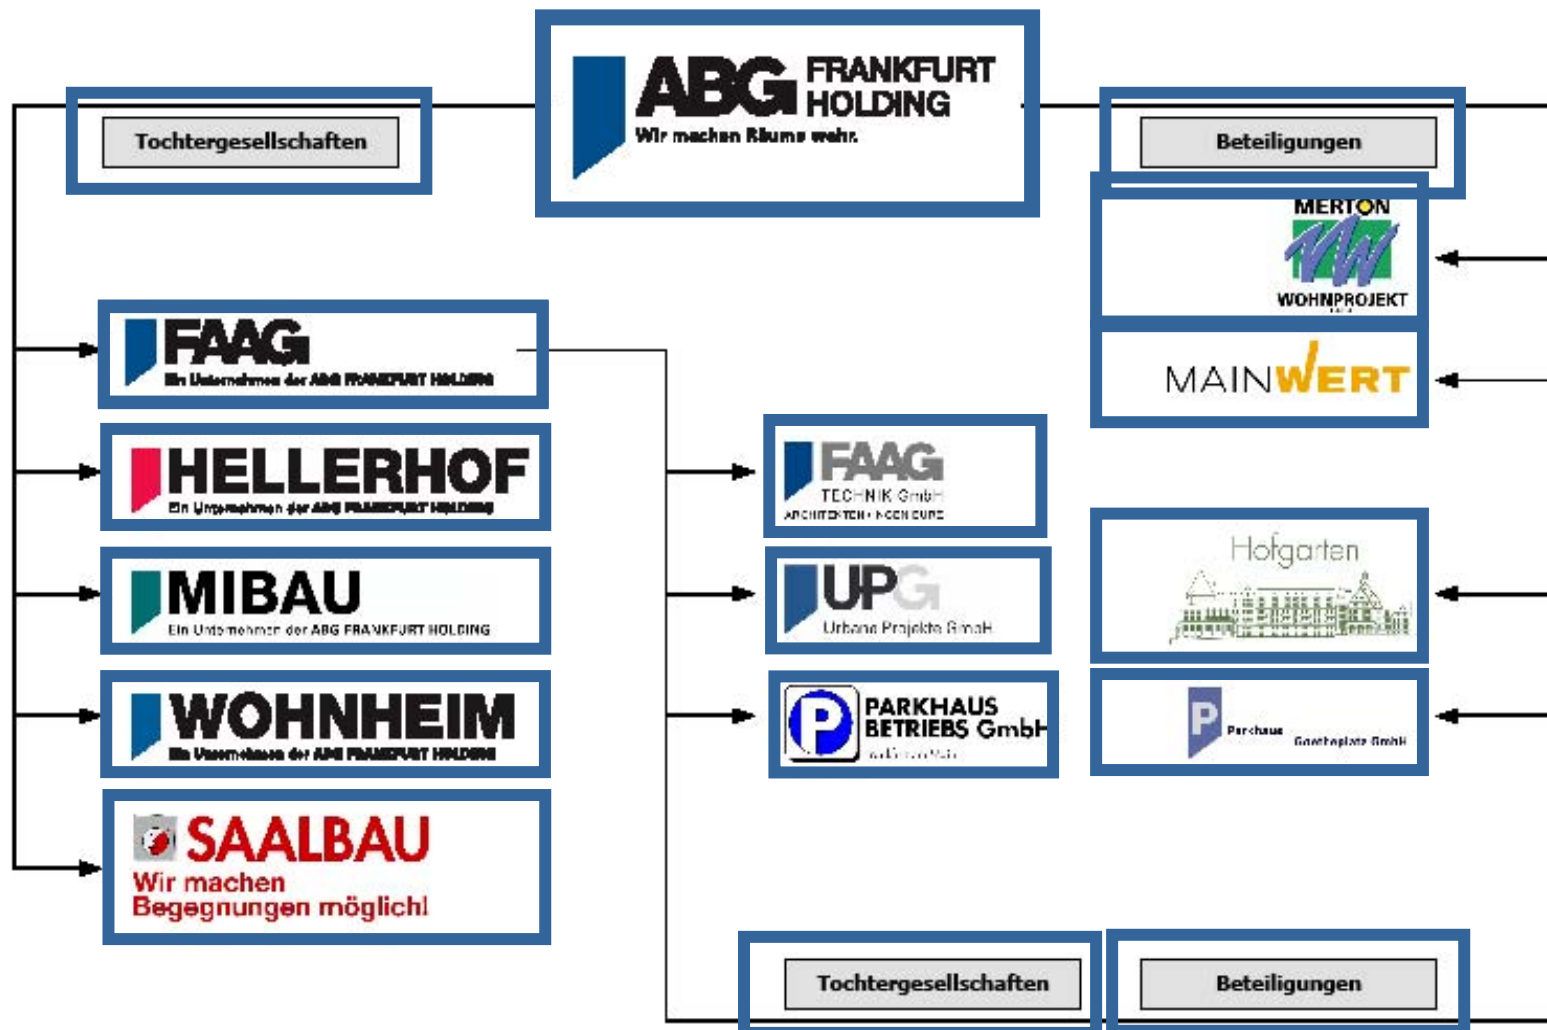 ABG FRANKFURT
HOLDING
Wir machen Räume wahr.
Tochtergesellschaften
Beteiligungen
MERTON
WOHNPROJEKT
MAINWERT
FAAG
Ein Unternehmen der ABG FRANKFURT HOLDING
HELLERHOF
Ein Unternehmen der ABG FRANKFURT HOLDING
FAAG
TECHNIK GmbH
ARCHITEKTEN + INGENIEURE
Hofgarten
MIBAU
Ein Unternehmen der ABG FRANKFURT HOLDING
UPG
Urbane Projekte GmbH
WOHNHEIM
Ein Unternehmen der ABG FRANKFURT HOLDING
P PARKHAUS
BETRIEBS GmbH
P Parkhaus
Goetheplatz GmbH
SAALBAU
Wir machen
Begegnungen möglich!
Tochtergesellschaften
Beteiligungen